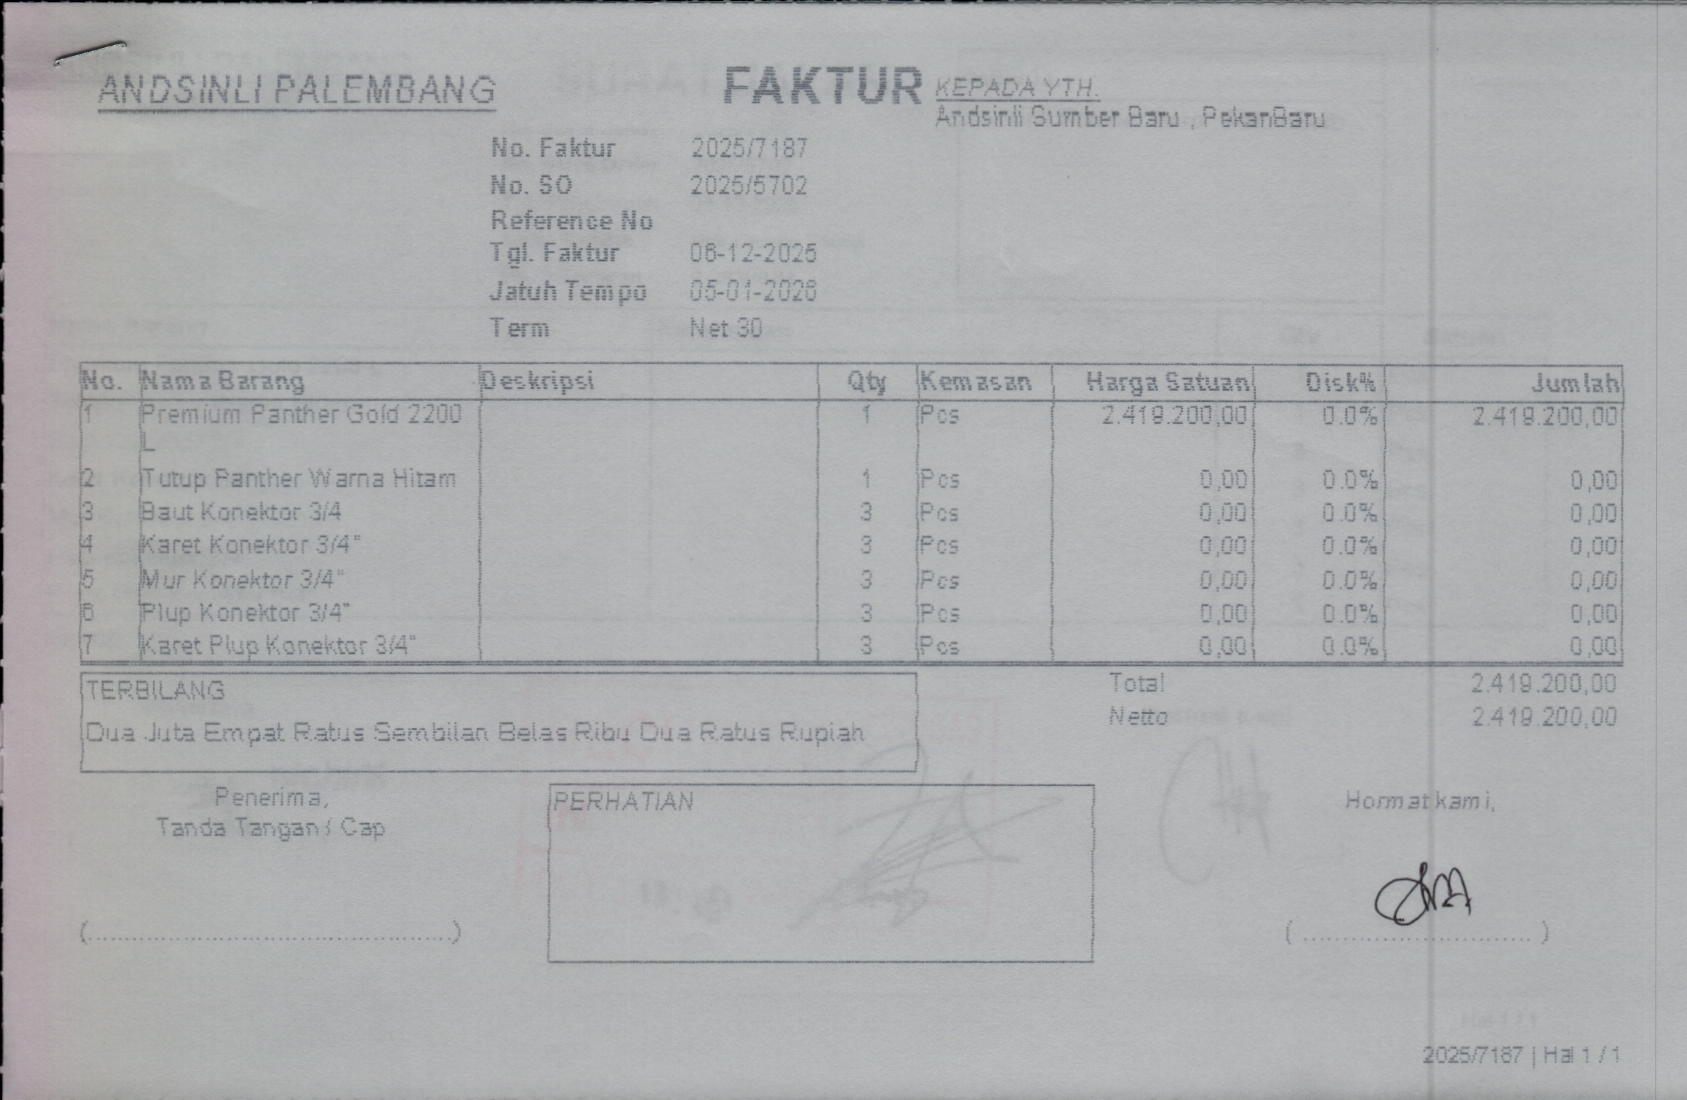 ANDSINLI PALEMBANG
FAKTUR
KEPADA YTH.
Andsinli Sumber Baru , PekanBaru
No. Faktur 2025/7187
No. SO 2025/5702
Reference No
Tgl. Faktur 06-12-2025
Jatuh Tempo 05-01-2026
Term Net 30
No. Nama Barang Deskripsi Qty Kemasan Harga Satuan Disk% Jumlah
1 Premium Panther Gold 2200 1 Pcs 2.419.200,00 0.0% 2.419.200,00
L
2 Tutup Panther Warna Hitam 1 Pcs 0,00 0.0% 0,00
3 Baut Konektor 3/4 3 Pcs 0,00 0.0% 0,00
4 Karet Konektor 3/4" 3 Pcs 0,00 0.0% 0,00
5 Mur Konektor 3/4" 3 Pcs 0,00 0.0% 0,00
6 Plup Konektor 3/4" 3 Pcs 0,00 0.0% 0,00
7 Karet Plup Konektor 3/4" 3 Pcs 0,00 0.0% 0,00
TERBILANG
Dua Juta Empat Ratus Sembilan Belas Ribu Dua Ratus Rupiah
Total 2.419.200,00
Netto 2.419.200,00
Penerima,
Tanda Tangan / Cap
PERHATIAN
Hormat kami,
(................................................)
( ............................... )
2025/7187 | Hal 1 / 1